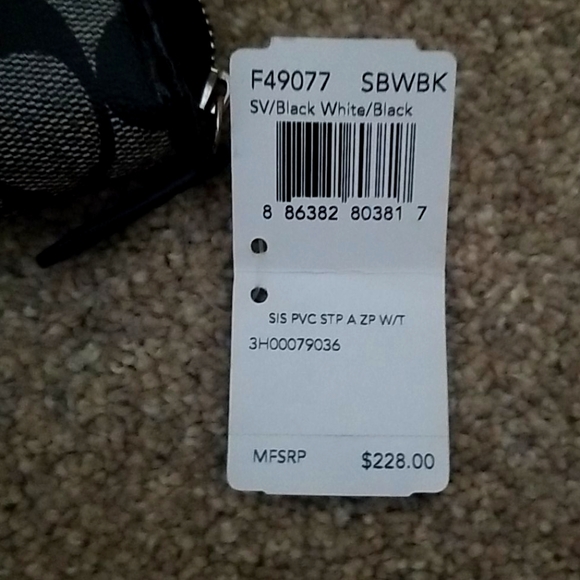 F49077 SBWBK
SV/Black White/Black
8 86382 80381 7
SIS PVC STP A ZP W/T
3H00079036
MFSRP $228.00